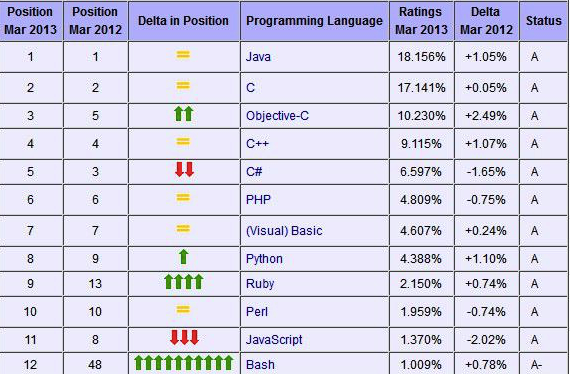 Position Mar 2013 Position Mar 2012 Delta in Position Programming Language Ratings Mar 2013 Delta Mar 2012 Status
1 1 = Java 18.156% +1.05% A
2 2 = C 17.141% +0.05% A
3 5 ↑↑ Objective-C 10.230% +2.49% A
4 4 = C++ 9.115% +1.07% A
5 3 ↓↓ C# 6.597% -1.65% A
6 6 = PHP 4.809% -0.75% A
7 7 = (Visual) Basic 4.607% +0.24% A
8 9 ↑ Python 4.388% +1.10% A
9 13 ↑↑↑↑ Ruby 2.150% +0.74% A
10 10 = Perl 1.959% -0.74% A
11 8 ↓↓↓ JavaScript 1.370% -2.02% A
12 48 ↑↑↑↑↑↑↑↑↑↑ Bash 1.009% +0.78% A-